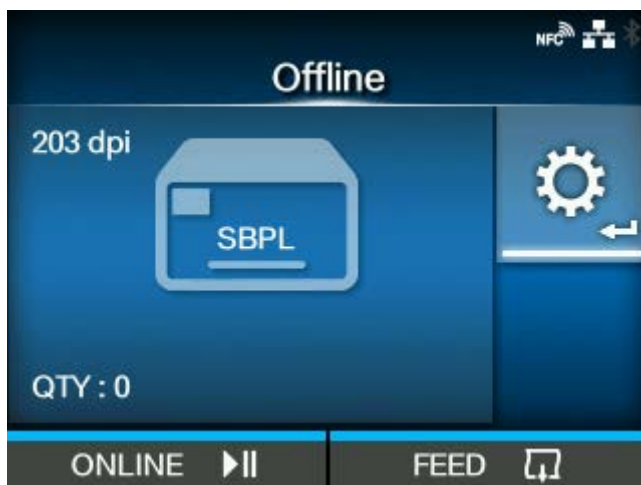 NFC
Offline
203 dpi
SBPL
QTY : 0
ONLINE
FEED